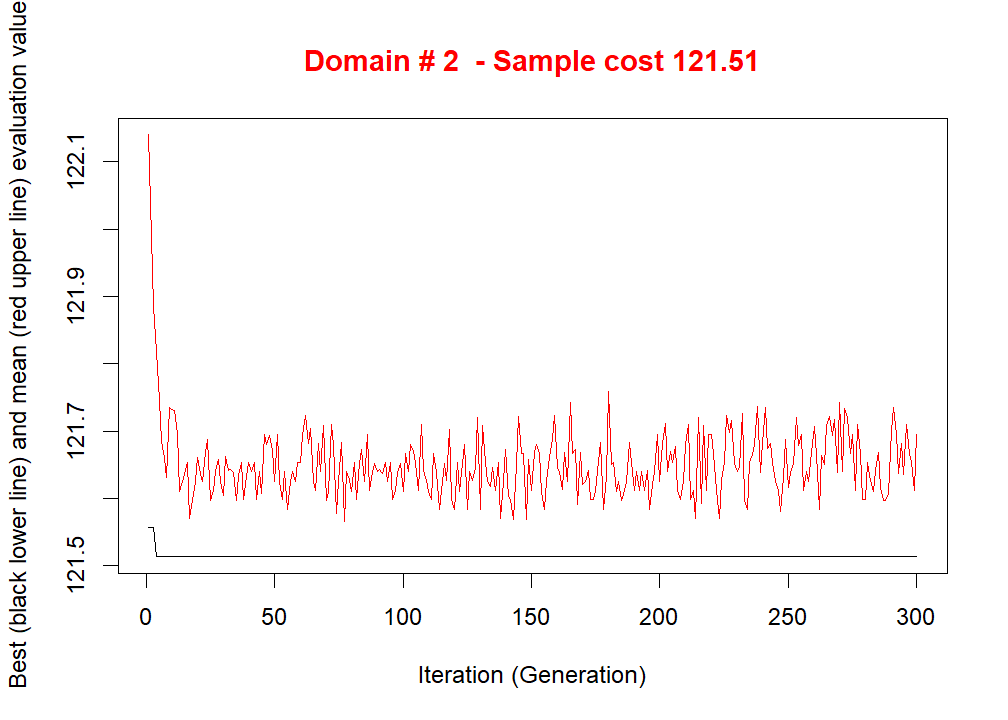 Domain # 2 - Sample cost 121.51
Best (black lower line) and mean (red upper line) evaluation value
122.1
121.9
121.7
121.5
0 50 100 150 200 250 300
Iteration (Generation)